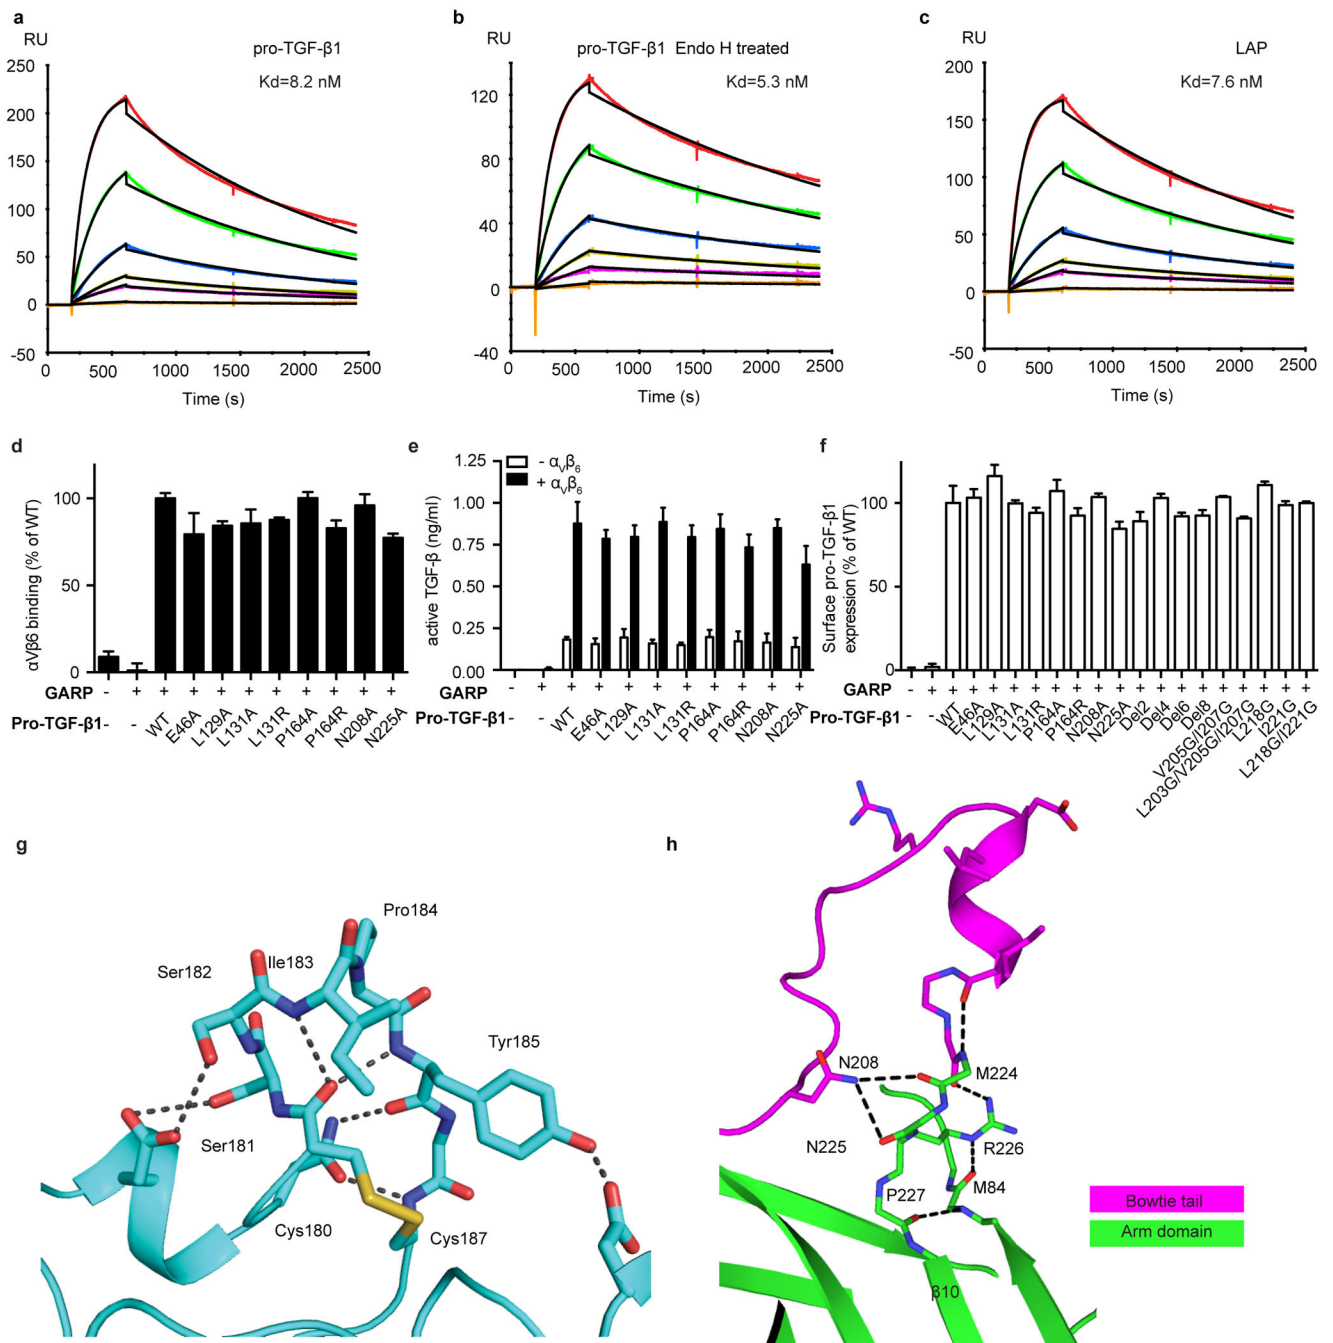 a
RU
pro-TGF-β1
Kd=8.2 nM
250
200
150
100
50
0
-50
0 500 1000 1500 2000 2500
Time (s)
b
RU
pro-TGF-β1 Endo H treated
Kd=5.3 nM
120
80
40
0
-40
0 500 1000 1500 2000 2500
Time (s)
c
RU
LAP
Kd=7.6 nM
200
150
100
50
0
-50
0 500 1000 1500 2000 2500
Time (s)
d
αVβ6 binding (% of WT)
100
50
0
GARP - + + + + + + + + + +
Pro-TGF-β1 - - WT E46A L129A L131A L131R P164A P164R N208A N225A
e
active TGF-β (ng/ml)
1.25
1.00
0.75
0.50
0.25
0.00
- αVβ6
+ αVβ6
GARP - + + + + + + + + + +
Pro-TGF-β1 - - WT E46A L129A L131A L131R P164A P164R N208A N225A
f
Surface pro-TGF-β1
expression (% of WT)
100
50
0
GARP - + + + + + + + + + + + + + + + + + + +
Pro-TGF-β1 - - WT E46A L129A L131A L131R P164A P164R N208A N225A Del2 Del4 Del6 Del8 V205G/I207G L203G/V205G/I207G L218G I221G L218G/I221G
g
Pro184
Ser182
Ile183
Tyr185
Ser181
Cys180
Cys187
h
N208
M224
N225
R226
P227
M84
β10
Bowtie tail
Arm domain